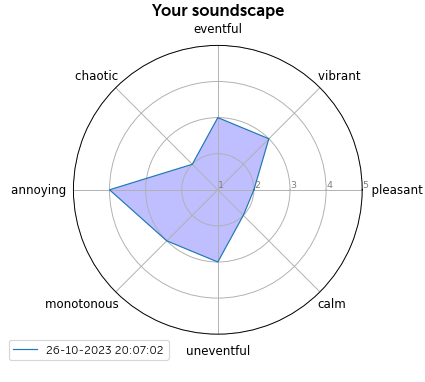 Your soundscape
eventful
chaotic
vibrant
annoying
1
2
3
4
5
pleasant
monotonous
calm
uneventful
26-10-2023 20:07:02